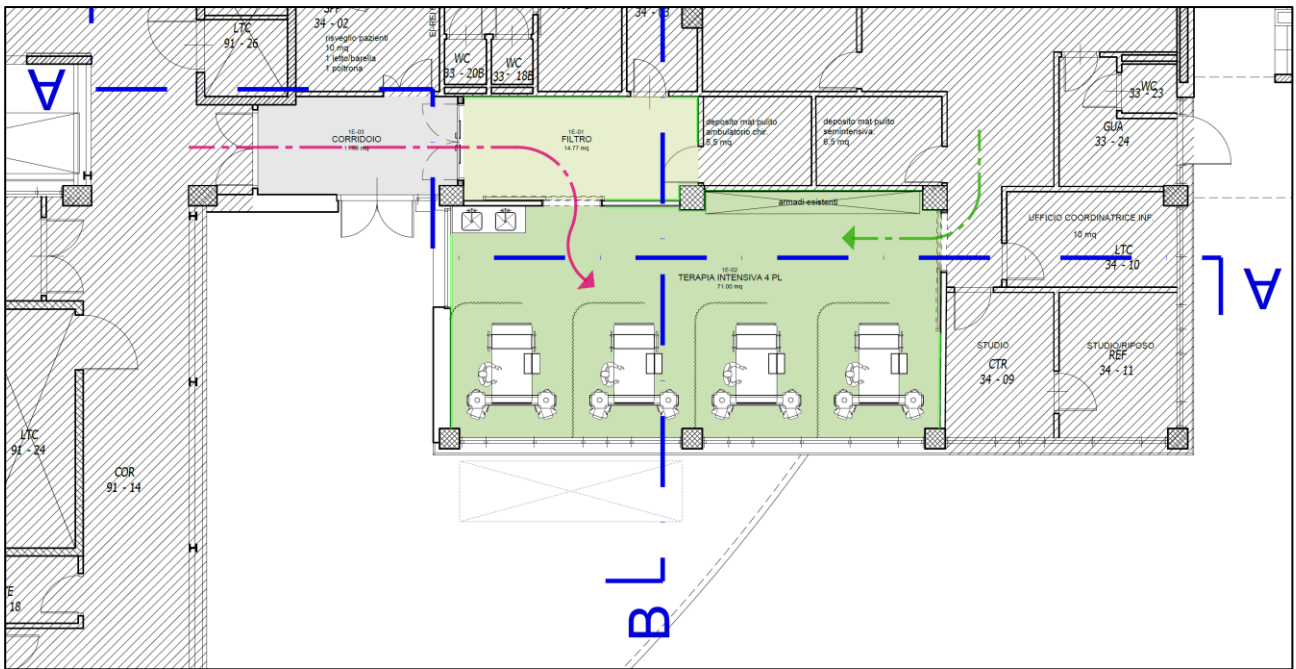 34 - 02
risveglio pazienti
10 mq
1 letto/barella
1 poltrona
LTC
91 - 26
WC
33 - 20B
WC
33 - 18B
A
1E-03
CORRIDOIO
1E-01
FILTRO
14.77 mq
deposito mat pulito
ambulatorio chir.
5,5 mq
deposito mat pulito
semintensiva.
6,5 mq
WC
33 - 23
GUA
33 - 24
armadi esistenti
UFFICIO COORDINATRICE INF.
10 mq
LTC
34 - 10
1E-02
TERAPIA INTENSIVA 4 PL
71.00 mq
A
STUDIO
CTR
34 - 09
STUDIO/RIPOSO
REF
34 - 11
LTC
91 - 24
COR
91 - 14
18
B